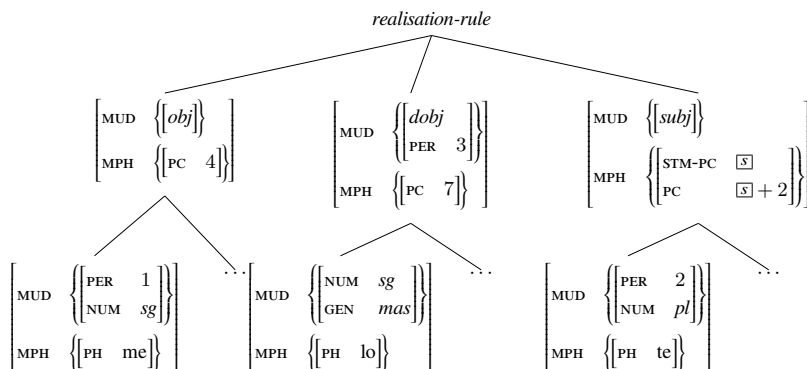 realisation-rule
MUD {[obj]}
MPH {[PC 4]}
MUD {[dobj
PER 3]}
MPH {[PC 7]}
MUD {[subj]}
MPH {[STM-PC s
PC s + 2]}
MUD {[PER 1
NUM sg]}
MPH {[PH me]}
...
MUD {[NUM sg
GEN mas]}
MPH {[PH lo]}
...
MUD {[PER 2
NUM pl]}
MPH {[PH te]}
...